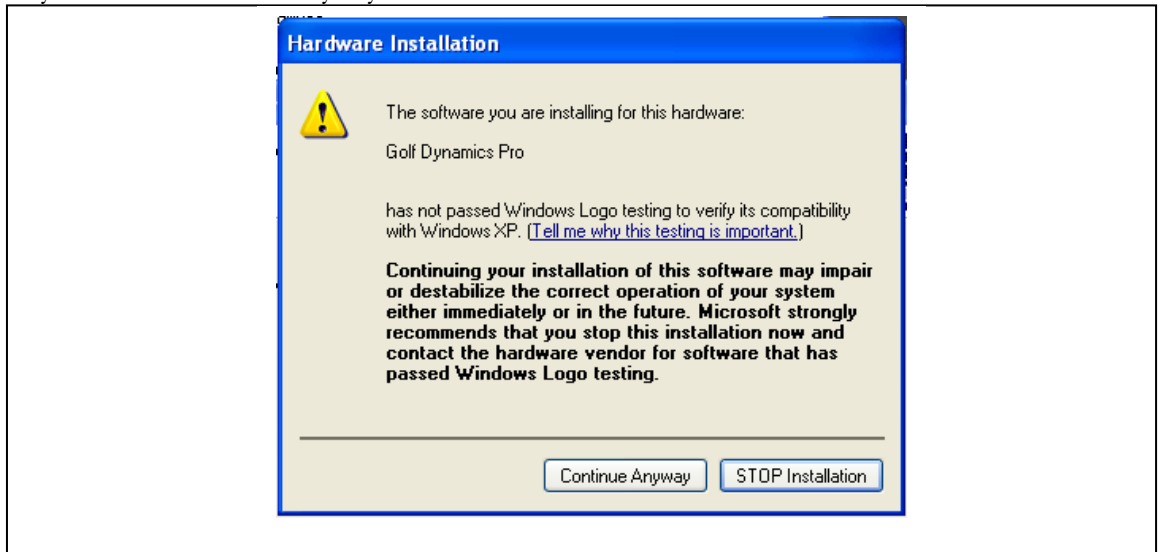 Hardware Installation
The software you are installing for this hardware:
Golf Dynamics Pro
has not passed Windows Logo testing to verify its compatibility
with Windows XP. (Tell me why this testing is important.)
Continuing your installation of this software may impair
or destabilize the correct operation of your system
either immediately or in the future. Microsoft strongly
recommends that you stop this installation now and
contact the hardware vendor for software that has
passed Windows Logo testing.
Continue Anyway
STOP Installation